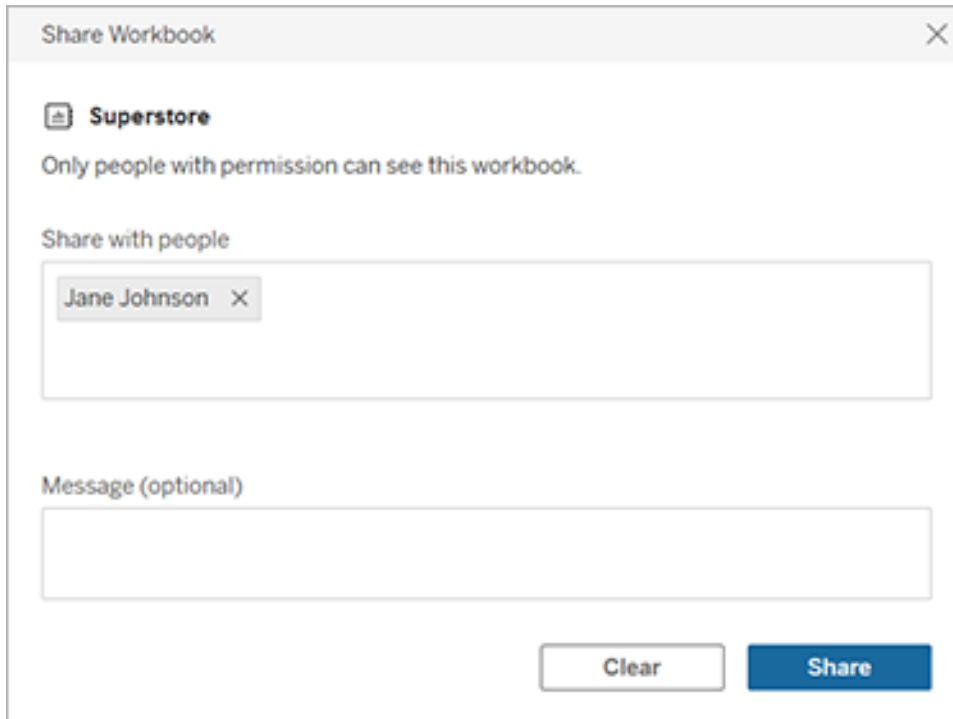 Share Workbook
Superstore
Only people with permission can see this workbook.
Share with people
Jane Johnson
Message (optional)
Clear
Share